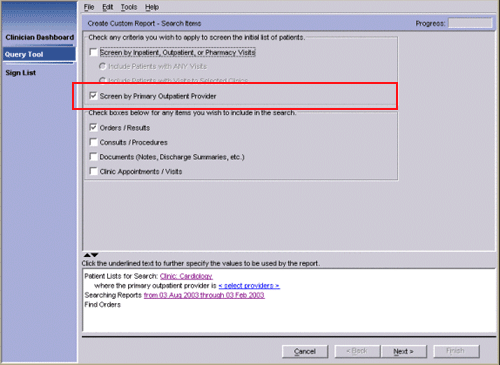 File Edit Tools Help
Clinician Dashboard
Query Tool
Sign List
Create Custom Report - Search Items
Progress:
Check any criteria you wish to apply to screen the initial list of patients.
Screen by Inpatient, Outpatient, or Pharmacy Visits
Include Patients with ANY Visits
Include Patients with Visits to Selected Clinics
Screen by Primary Outpatient Provider
Check boxes below for any items you wish to include in the search.
Orders / Results
Consults / Procedures
Documents (Notes, Discharge Summaries, etc.)
Clinic Appointments / Visits
Click the underlined text to further specify the values to be used by the report.
Patient Lists for Search: Clinic: Cardiology
where the primary outpatient provider is < select providers >
Searching Reports from 03 Aug 2003 through 03 Feb 2003
Find Orders
Cancel < Back Next > Finish